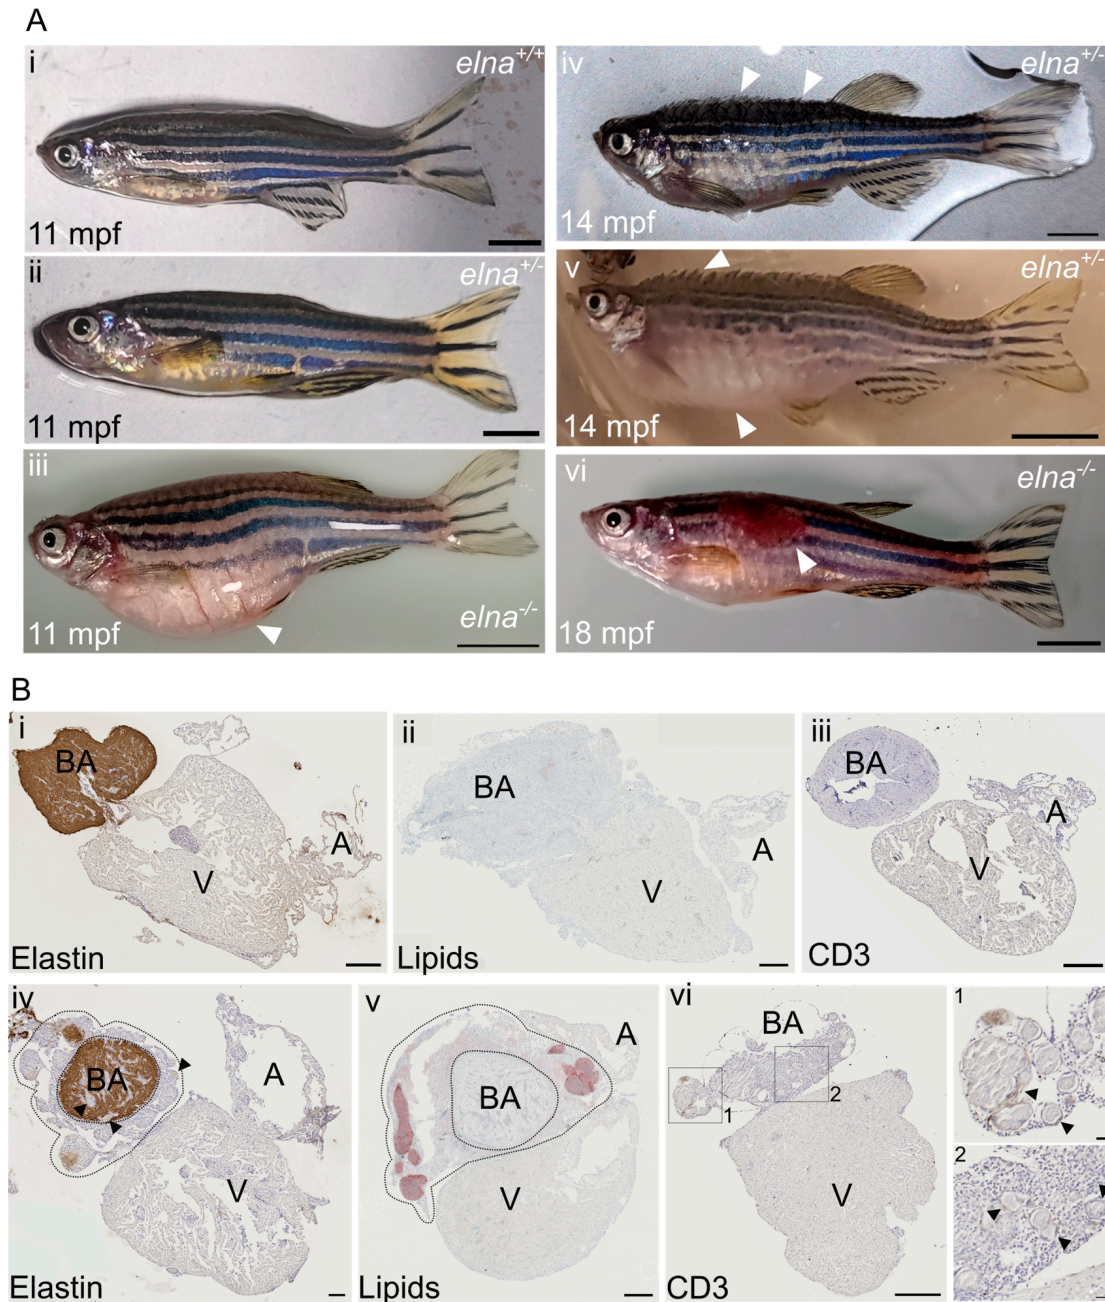 A
i
elna+/+
11 mpf
ii
elna+/-
11 mpf
iii
elna-/-
11 mpf
iv
elna+/-
14 mpf
v
elna+/-
14 mpf
vi
elna-/-
18 mpf
B
i
BA
A
V
Elastin
ii
BA
A
V
Lipids
iii
BA
A
V
CD3
iv
BA
A
V
Elastin
v
A
BA
V
Lipids
vi
BA
1
2
V
CD3
1
2